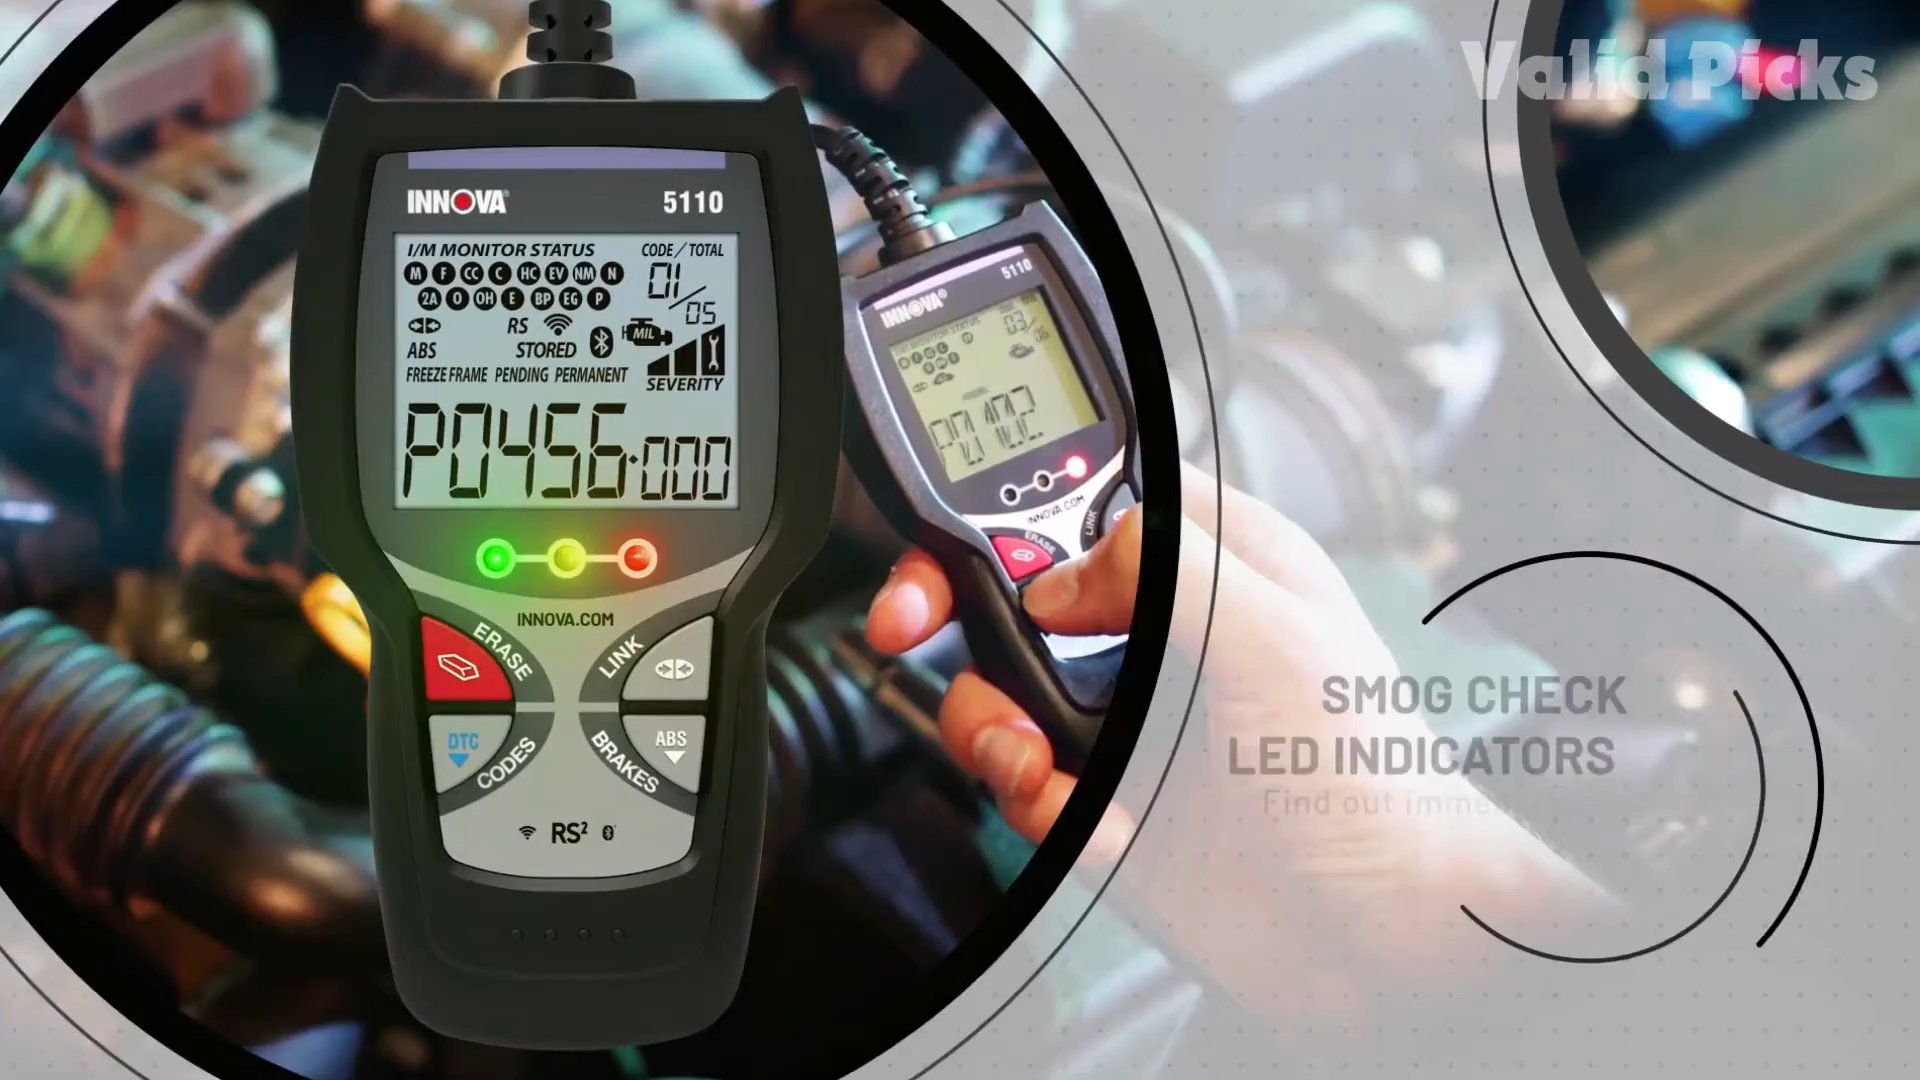 Valid Picks
INNOVA® 5110
I/M MONITOR STATUS CODE/TOTAL
M F CC C HC EV NM N 01/05
2A O OH E BP EG P
RS MIL
ABS STORED
FREEZE FRAME PENDING PERMANENT SEVERITY
P0456·000
INNOVA.COM
ERASE LINK
DTC CODES BRAKES ABS
RS²
5110
INNOVA®
03/
P0402
INNOVA.COM
ERASE LINK
SMOG CHECK
LED INDICATORS
Find out